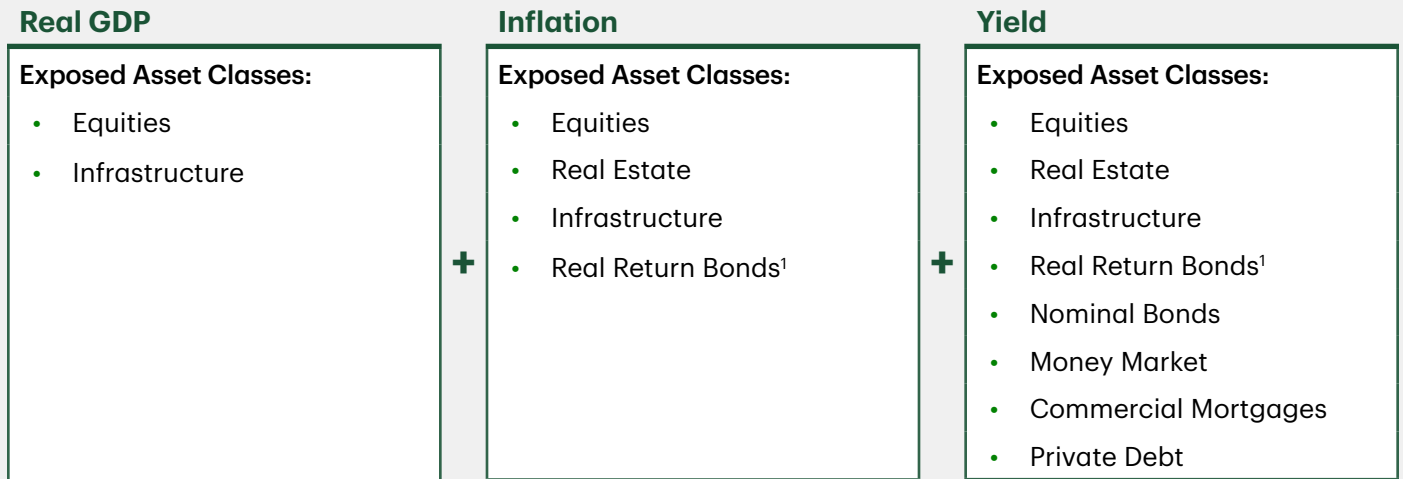 Real GDP
Exposed Asset Classes:
• Equities
• Infrastructure
+
Inflation
Exposed Asset Classes:
• Equities
• Real Estate
• Infrastructure
• Real Return Bonds¹
+
Yield
Exposed Asset Classes:
• Equities
• Real Estate
• Infrastructure
• Real Return Bonds¹
• Nominal Bonds
• Money Market
• Commercial Mortgages
• Private Debt